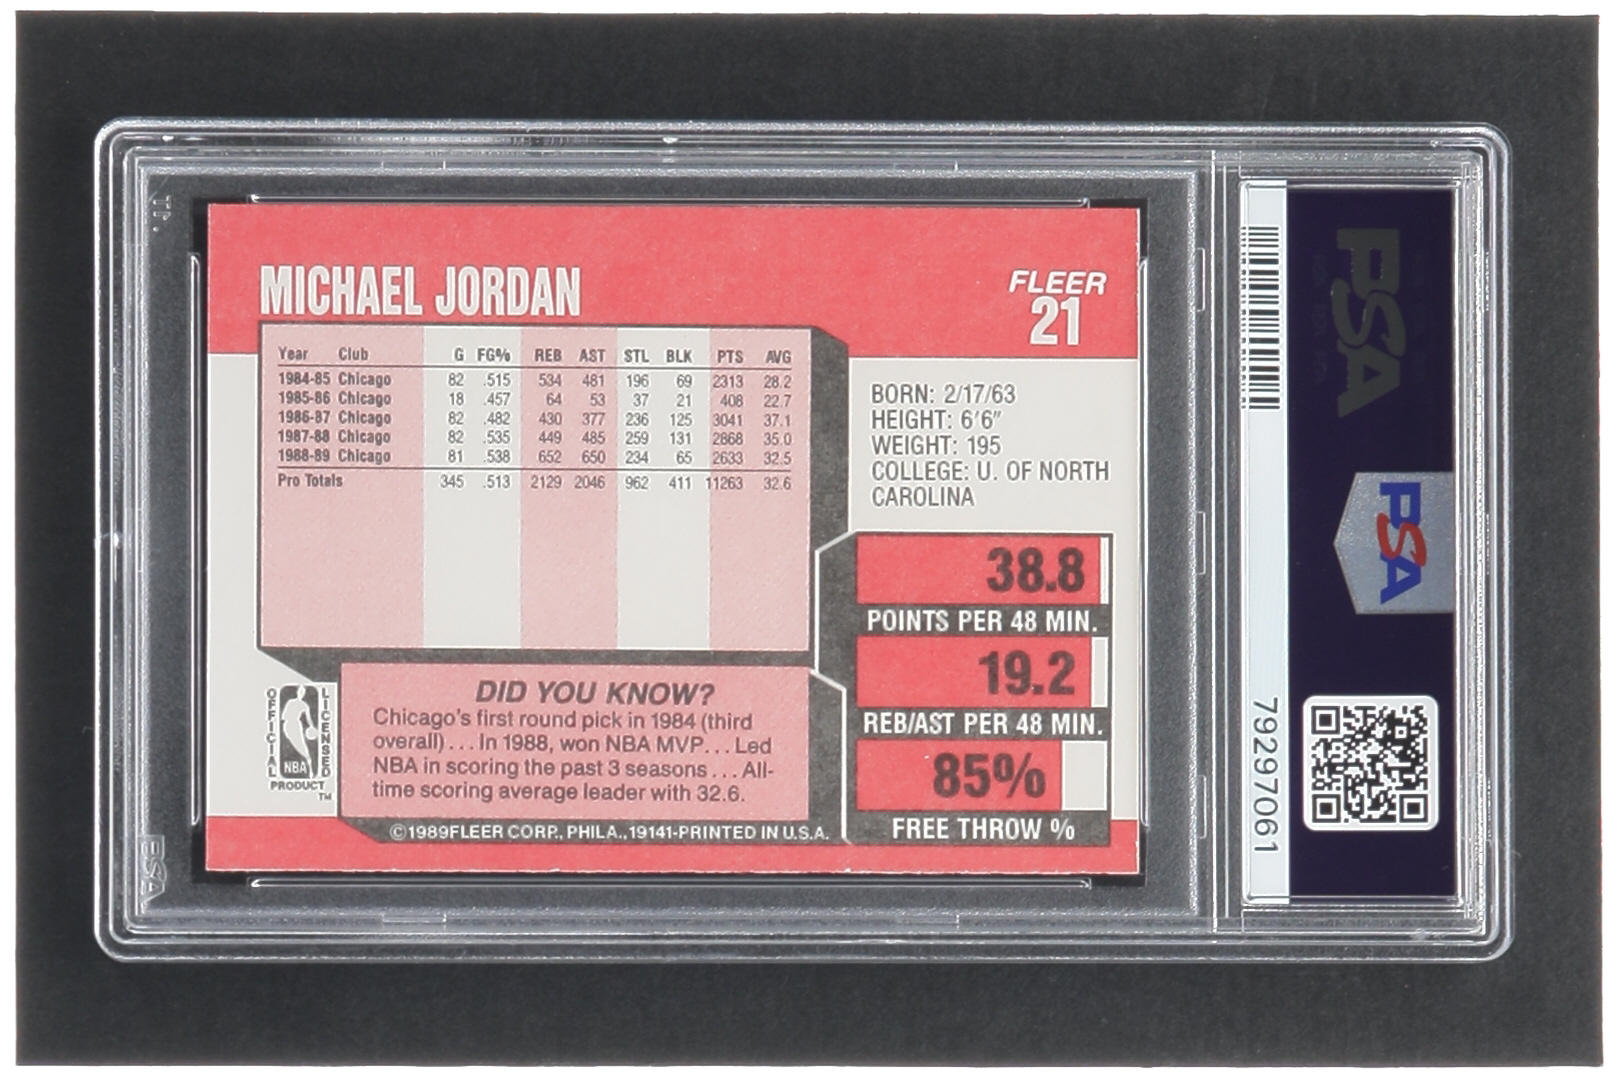 MICHAEL JORDAN
FLEER
21
Year Club G FG% REB AST STL BLK PTS AVG
1984-85 Chicago 82 .515 534 481 196 69 2313 28.2
1985-86 Chicago 18 .457 64 53 37 21 408 22.7
1986-87 Chicago 82 .482 430 377 236 125 3041 37.1
1987-88 Chicago 82 .535 449 485 259 131 2868 35.0
1988-89 Chicago 81 .538 652 650 234 65 2633 32.5
Pro Totals 345 .513 2129 2046 962 411 11263 32.6
BORN: 2/17/63
HEIGHT: 6'6"
WEIGHT: 195
COLLEGE: U. OF NORTH
CAROLINA
38.8
POINTS PER 48 MIN.
19.2
REB/AST PER 48 MIN.
85%
FREE THROW %
DID YOU KNOW?
Chicago's first round pick in 1984 (third
overall)... In 1988, won NBA MVP... Led
NBA in scoring the past 3 seasons... All-
time scoring average leader with 32.6.
OFFICIAL
LICENSED
NBA
PRODUCT
TM
©1989 FLEER CORP., PHILA., 19141-PRINTED IN U.S.A.
PSA
PSA
79297061
PSA